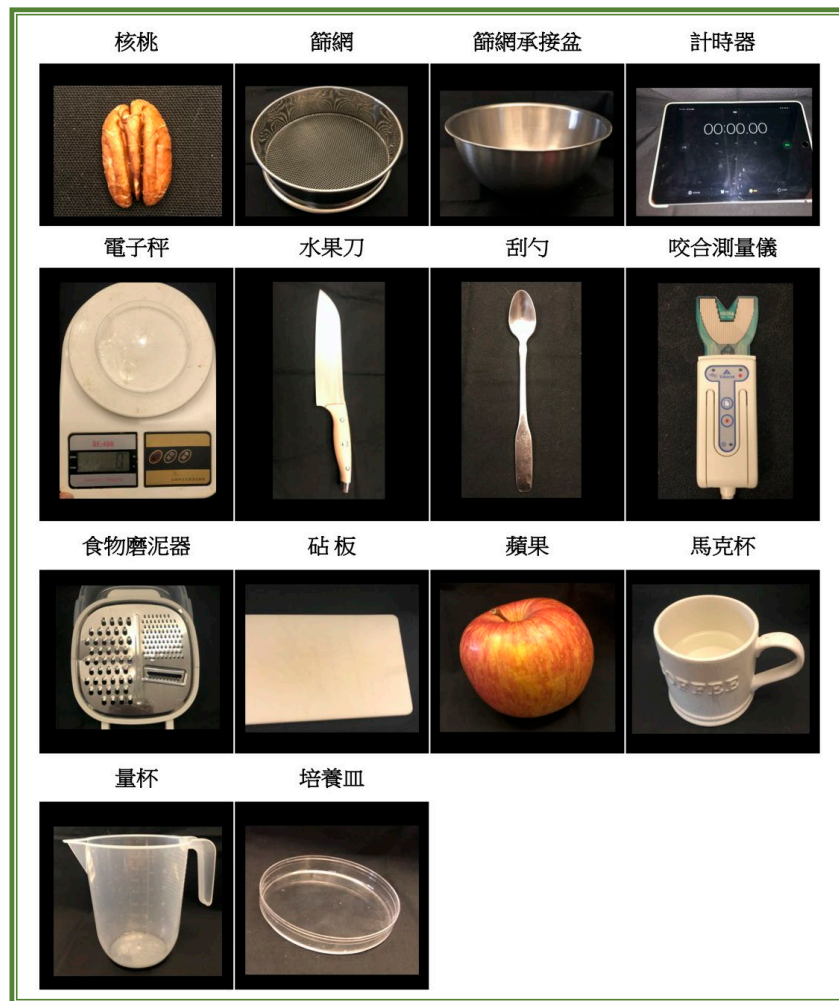 核桃 篩網 篩網承接盆 計時器
00:00.00
電子秤 水果刀 刮勺 咬合測量儀
食物磨泥器 砧 板 蘋果 馬克杯
COFFEE
量杯 培養皿